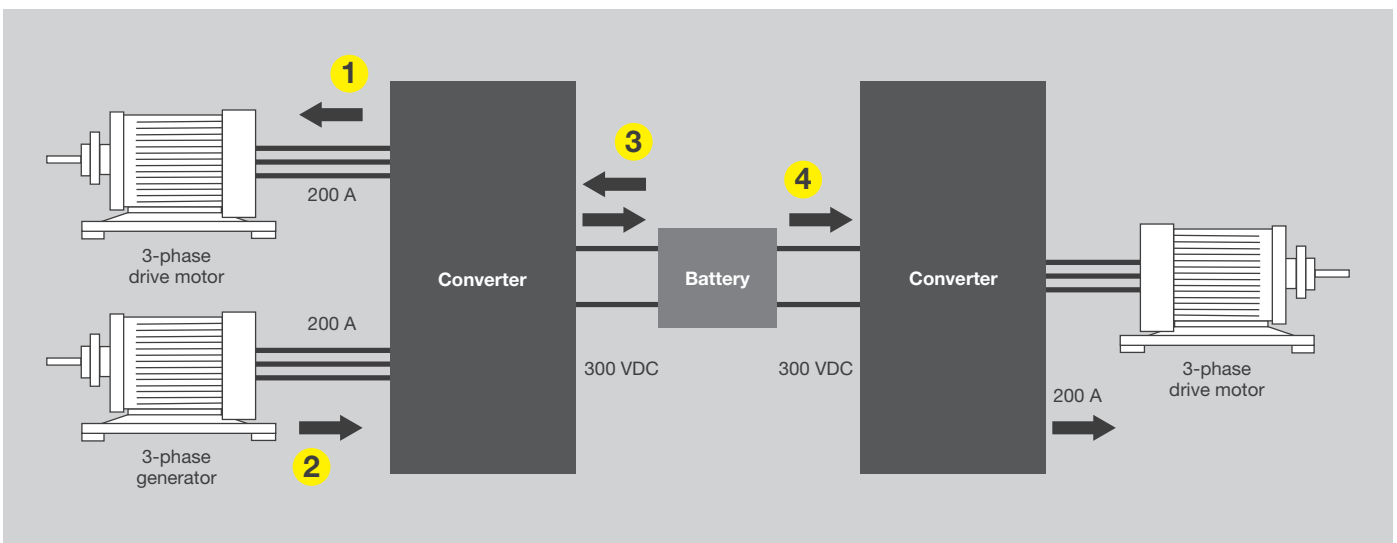 1
200 A
3-phase
drive motor
200 A
2
3-phase
generator
Converter
3
300 VDC
Battery
4
300 VDC
Converter
200 A
3-phase
drive motor